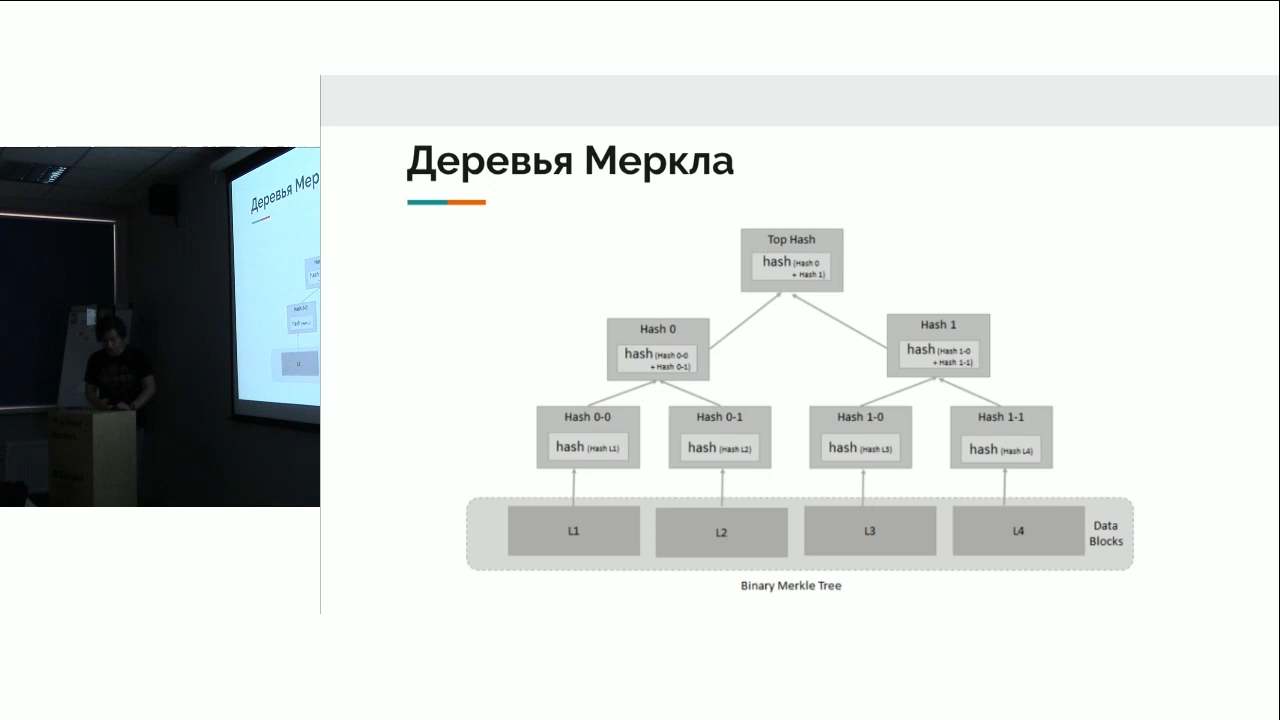 Деревья Меркла
Top Hash
hash (Hash 0
+ Hash 1)
Hash 0
hash (Hash 0-0
+ Hash 0-1)
Hash 1
hash (Hash 1-0
+ Hash 1-1)
Hash 0-0
hash (Hash L1)
Hash 0-1
hash (Hash L2)
Hash 1-0
hash (Hash L3)
Hash 1-1
hash (Hash L4)
L1
L2
L3
L4
Data
Blocks
Binary Merkle Tree
Деревья Мер